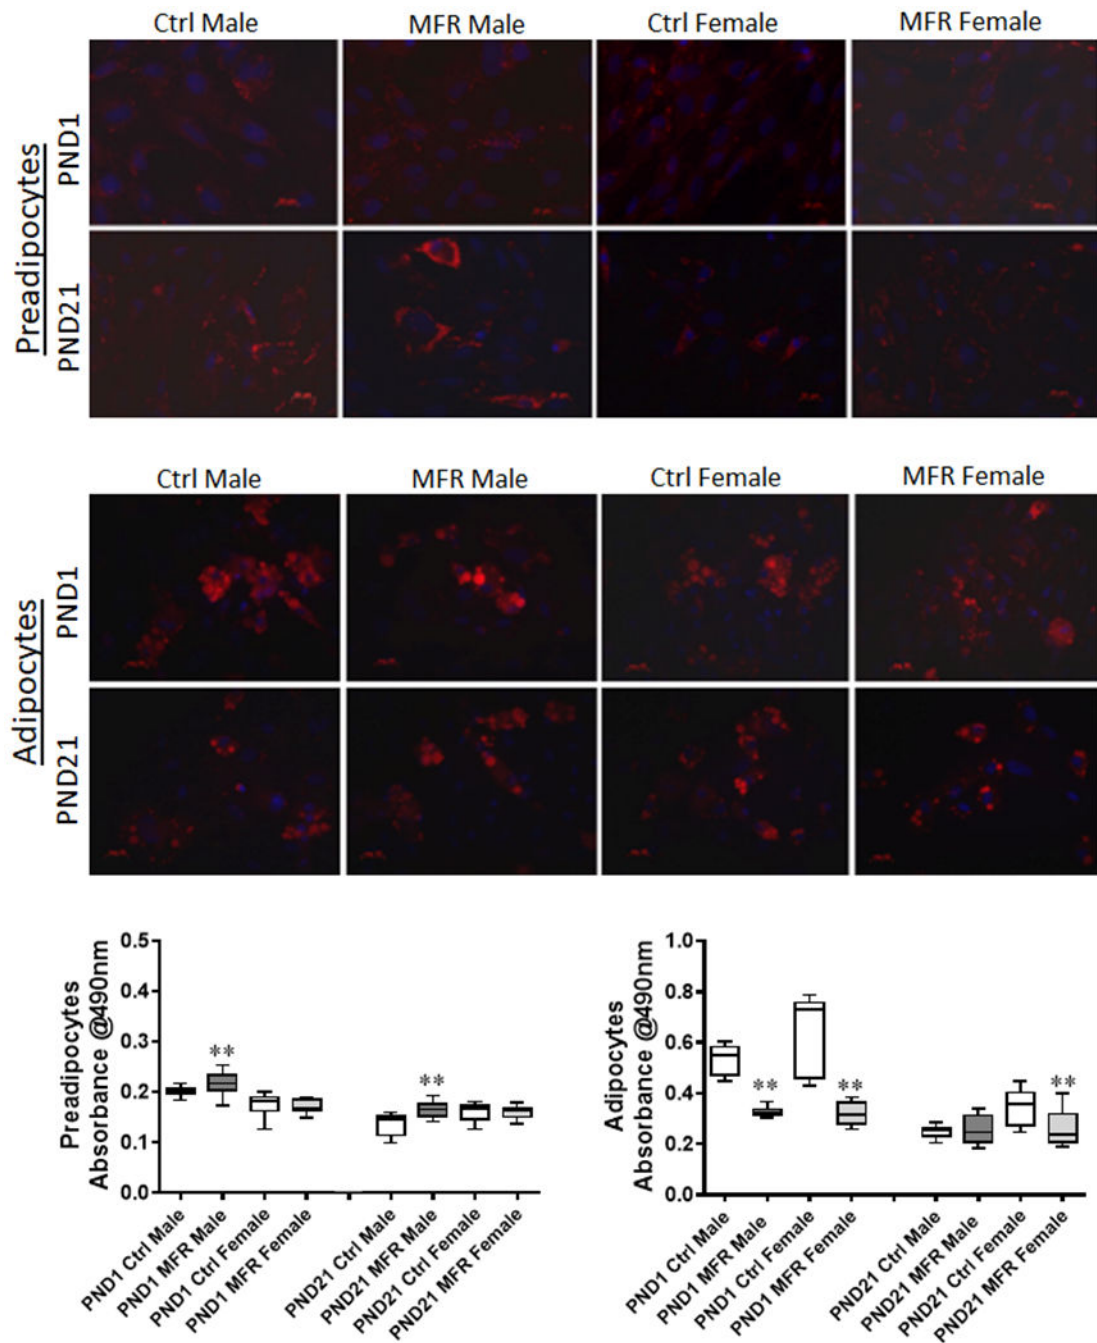 Ctrl Male MFR Male Ctrl Female MFR Female
Preadipocytes
PND1
PND21
Ctrl Male MFR Male Ctrl Female MFR Female
Adipocytes
PND1
PND21
Preadipocytes
Absorbance @490nm
0.5
0.4
0.3
0.2
0.1
0.0
**
**
PND1 Ctrl Male
PND1 MFR Male
PND1 Ctrl Female
PND1 MFR Female
PND21 Ctrl Male
PND21 MFR Male
PND21 Ctrl Female
PND21 MFR Female
Adipocytes
Absorbance @490nm
1.0
0.8
0.6
0.4
0.2
0.0
**
**
**
PND1 Ctrl Male
PND1 MFR Male
PND1 Ctrl Female
PND1 MFR Female
PND21 Ctrl Male
PND21 MFR Male
PND21 Ctrl Female
PND21 MFR Female